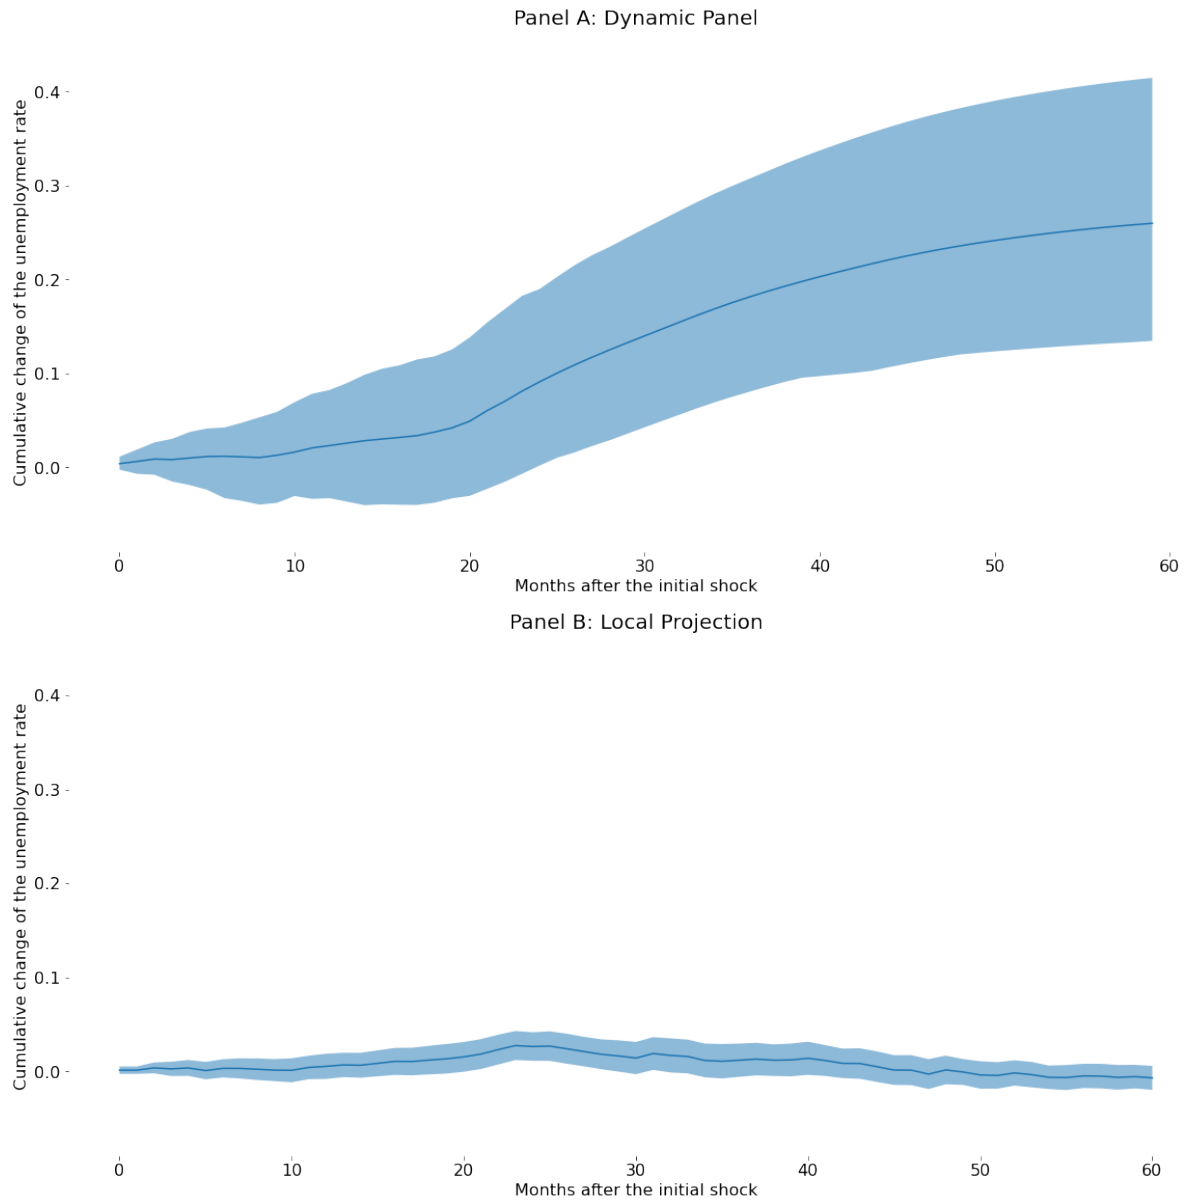 Panel A: Dynamic Panel
Cumulative change of the unemployment rate
0.4
0.3
0.2
0.1
0.0
0 10 20 30 40 50 60
Months after the initial shock
Panel B: Local Projection
Cumulative change of the unemployment rate
0.4
0.3
0.2
0.1
0.0
0 10 20 30 40 50 60
Months after the initial shock